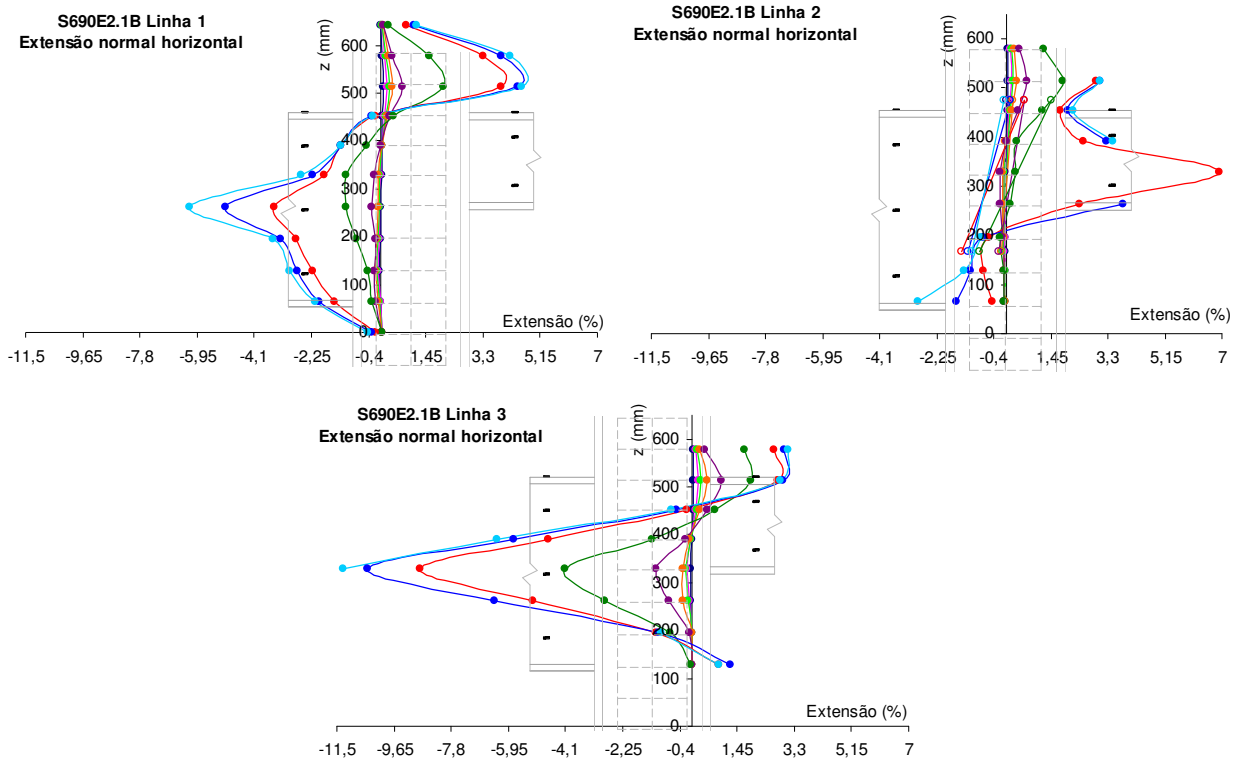 S690E2.1B Linha 1
Extensão normal horizontal
z (mm)
600
500
400
300
200
100
0
Extensão (%)
-11,5 -9,65 -7,8 -5,95 -4,1 -2,25 -0,4 1,45 3,3 5,15 7
S690E2.1B Linha 2
Extensão normal horizontal
z (mm)
600
500
400
300
200
100
0
Extensão (%)
-11,5 -9,65 -7,8 -5,95 -4,1 -2,25 -0,4 1,45 3,3 5,15 7
S690E2.1B Linha 3
Extensão normal horizontal
z (mm)
600
500
400
300
200
100
0
Extensão (%)
-11,5 -9,65 -7,8 -5,95 -4,1 -2,25 -0,4 1,45 3,3 5,15 7